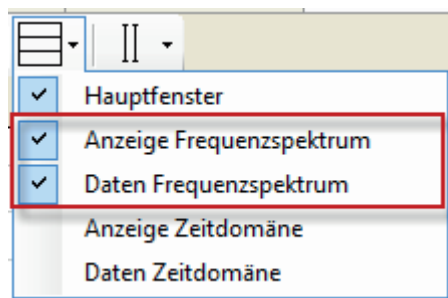 Hauptfenster
Anzeige Frequenzspektrum
Daten Frequenzspektrum
Anzeige Zeitdomäne
Daten Zeitdomäne